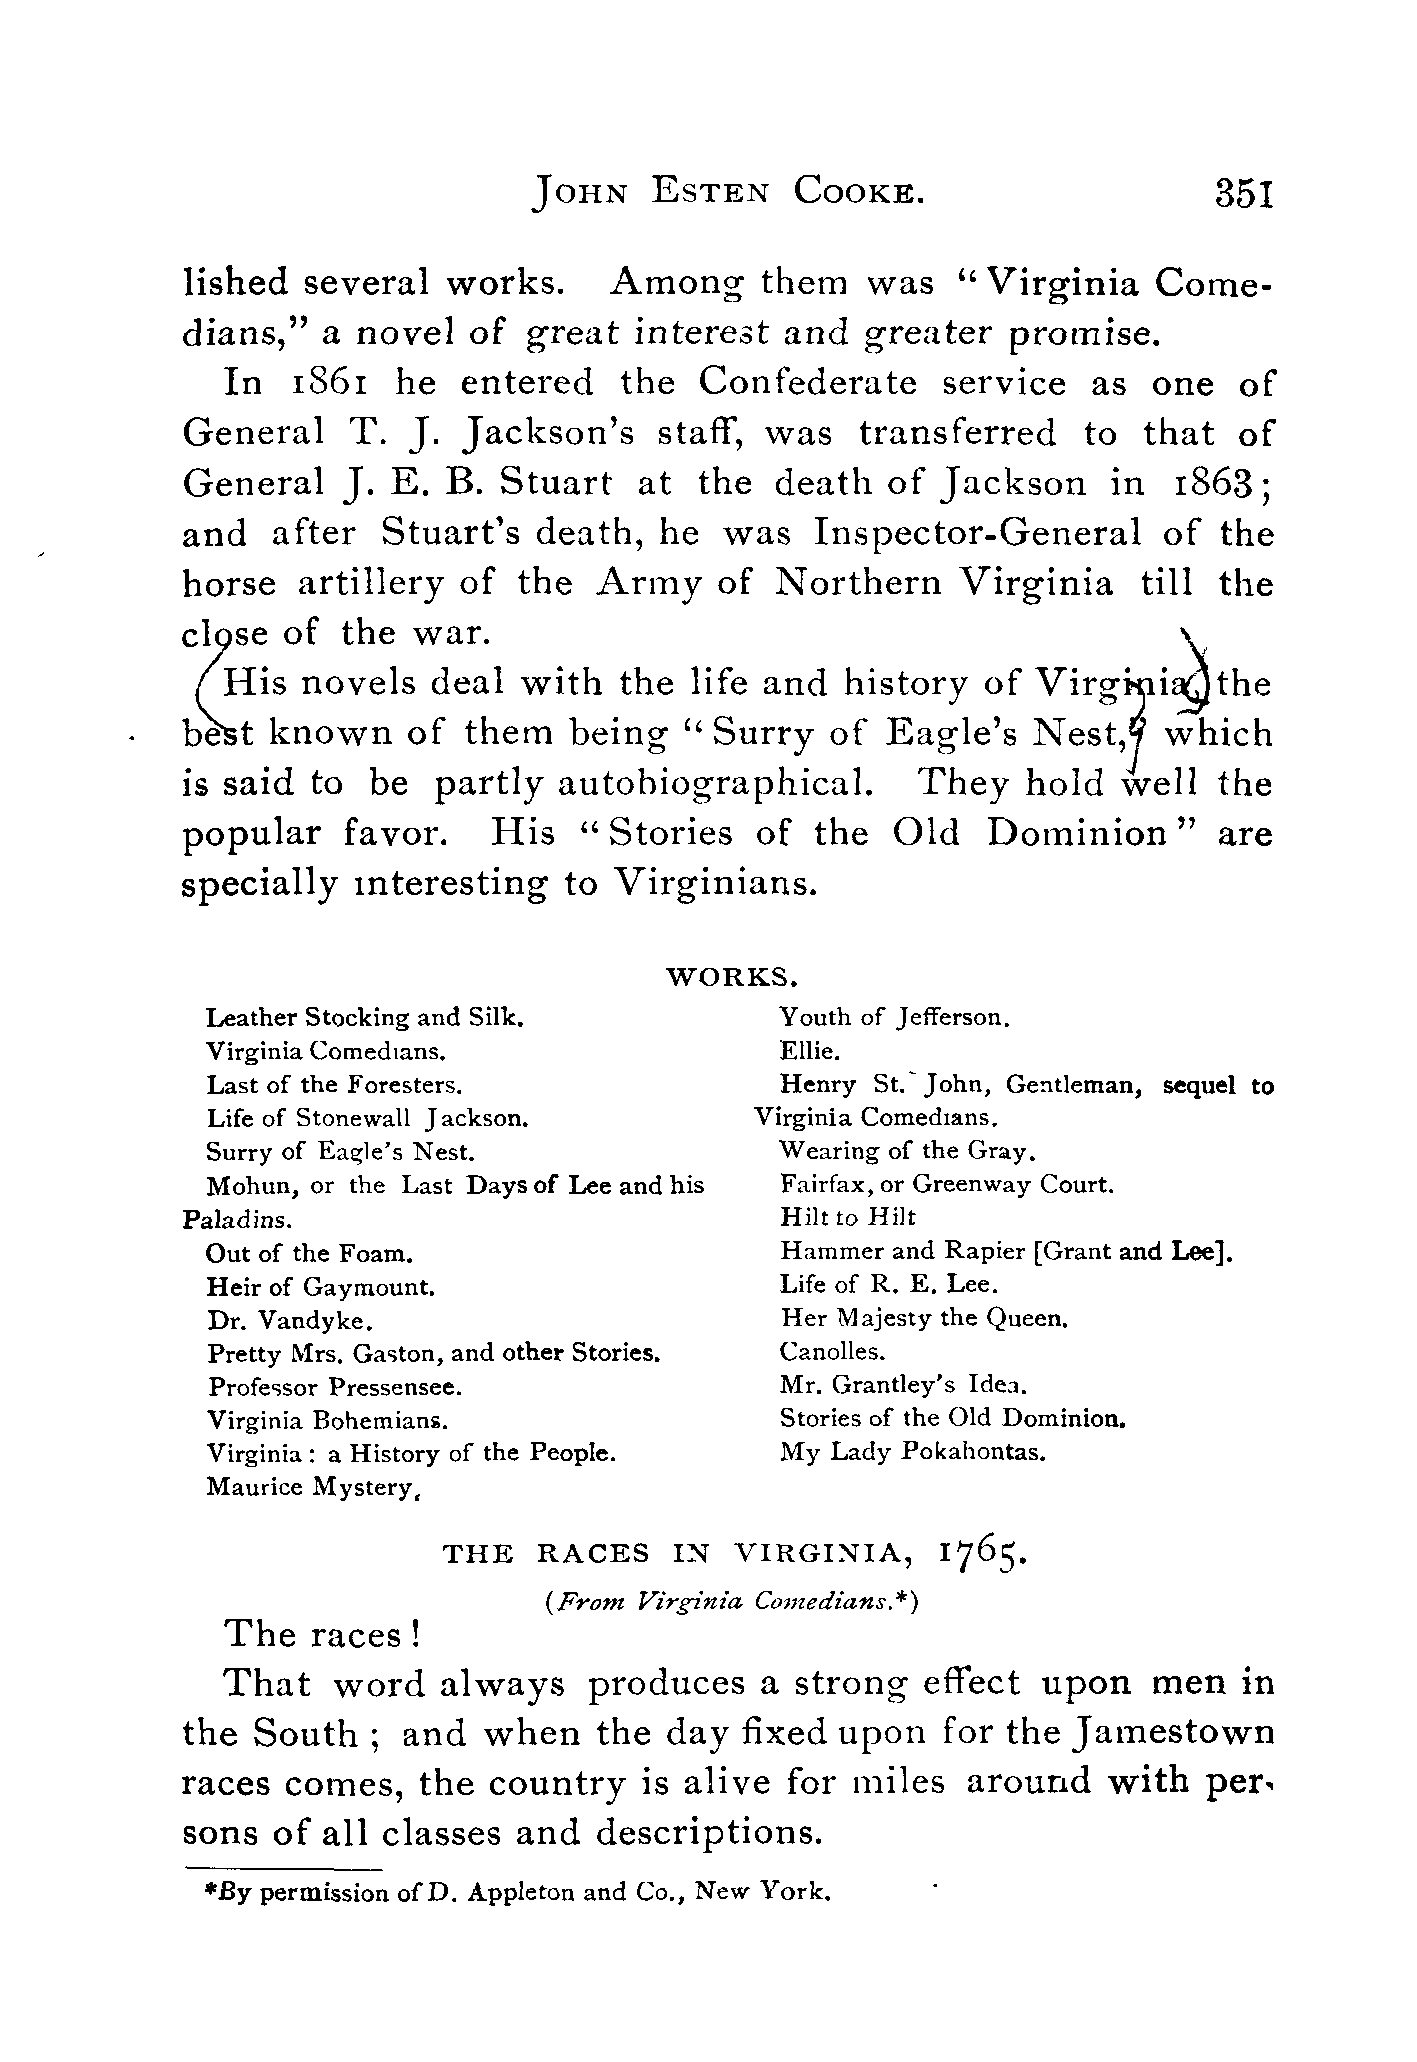 JOHN ESTEN COOKE. 351
lished several works. Among them was “Virginia Come-
dians,” a novel of great interest and greater promise.
In 1861 he entered the Confederate service as one of
General T. J. Jackson’s staff, was transferred to that of
General J. E. B. Stuart at the death of Jackson in 1863;
and after Stuart’s death, he was Inspector-General of the
horse artillery of the Army of Northern Virginia till the
close of the war.
His novels deal with the life and history of Virginia, the
best known of them being “Surry of Eagle’s Nest,” which
is said to be partly autobiographical. They hold well the
popular favor. His “Stories of the Old Dominion” are
specially interesting to Virginians.
WORKS.
Leather Stocking and Silk.
Virginia Comedians.
Last of the Foresters.
Life of Stonewall Jackson.
Surry of Eagle’s Nest.
Mohun, or the Last Days of Lee and his
Paladins.
Out of the Foam.
Heir of Gaymount.
Dr. Vandyke.
Pretty Mrs. Gaston, and other Stories.
Professor Pressensee.
Virginia Bohemians.
Virginia: a History of the People.
Maurice Mystery.
Youth of Jefferson.
Ellie.
Henry St. John, Gentleman, sequel to
Virginia Comedians.
Wearing of the Gray.
Fairfax, or Greenway Court.
Hilt to Hilt
Hammer and Rapier [Grant and Lee].
Life of R. E. Lee.
Her Majesty the Queen.
Canolles.
Mr. Grantley’s Idea.
Stories of the Old Dominion.
My Lady Pokahontas.
THE RACES IN VIRGINIA, 1765.
(From Virginia Comedians.*)
The races!
That word always produces a strong effect upon men in
the South; and when the day fixed upon for the Jamestown
races comes, the country is alive for miles around with per-
sons of all classes and descriptions.
*By permission of D. Appleton and Co., New York.